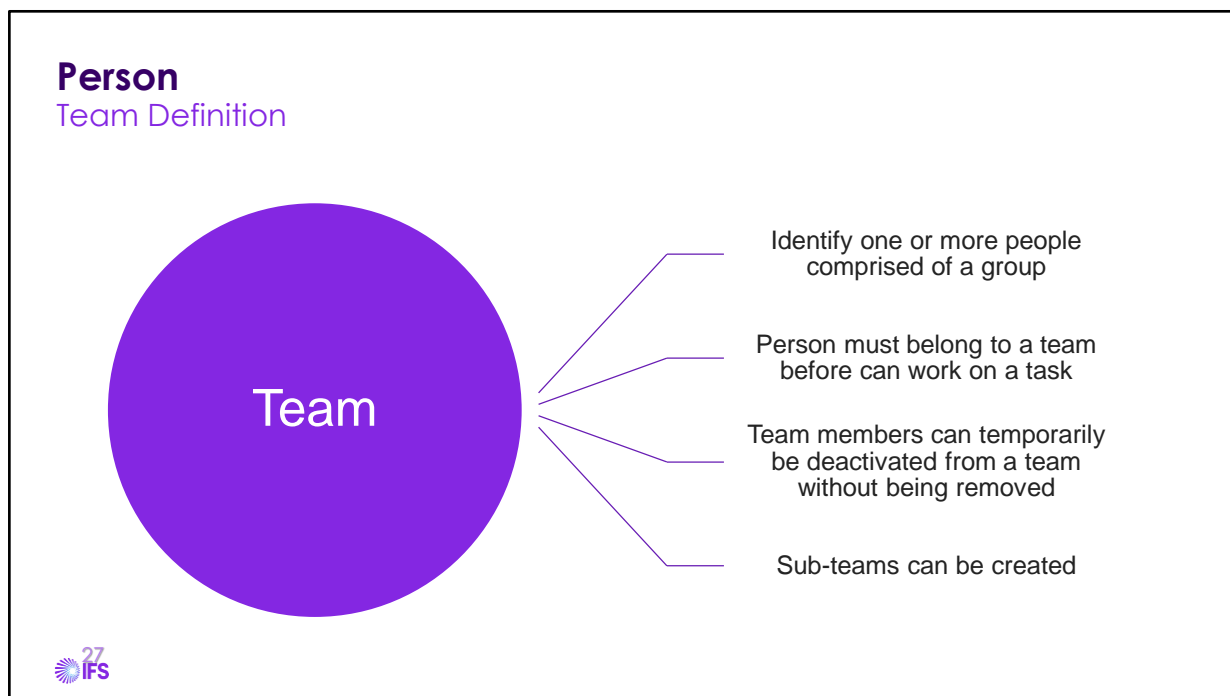 Person
Team Definition
Team
Identify one or more people
comprised of a group
Person must belong to a team
before can work on a task
Team members can temporarily
be deactivated from a team
without being removed
Sub-teams can be created
27
IFS